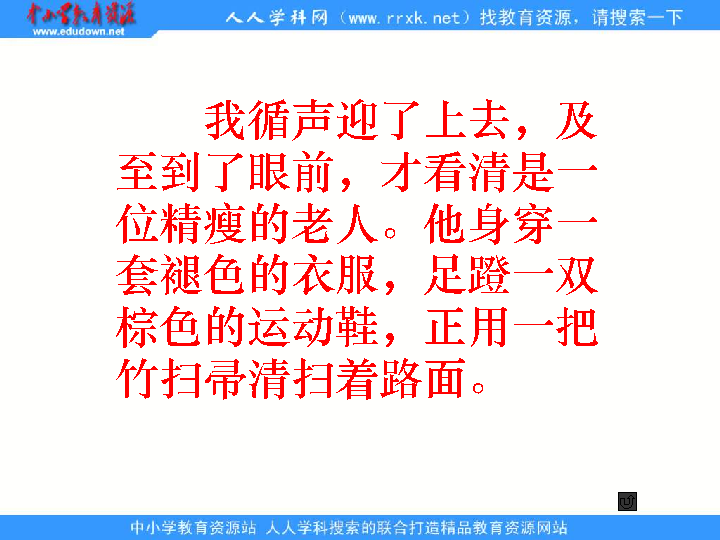 中小学教育资源
www.edudown.net
人人学科网（www.rrxk.net）找教育资源，请搜索一下
我循声迎了上去，及
至到了眼前，才看清是一
位精瘦的老人。他身穿一
套褪色的衣服，足蹬一双
棕色的运动鞋，正用一把
竹扫帚清扫着路面。
中小学教育资源站 人人学科搜索的联合打造精品教育资源网站